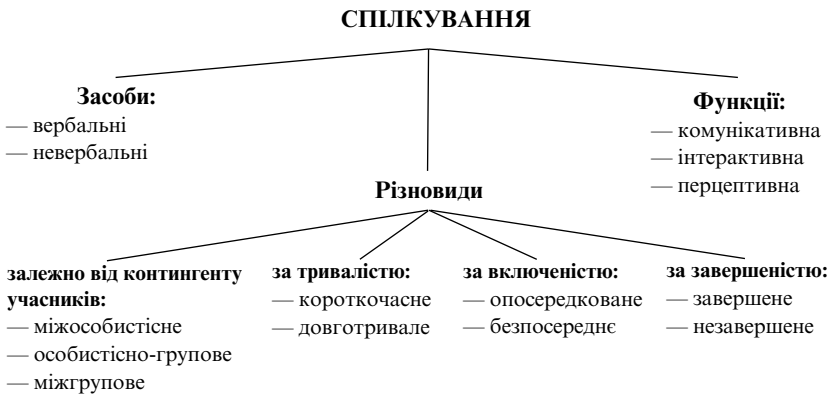 СПІЛКУВАННЯ
Засоби:
— вербальні
— невербальні
Функції:
— комунікативна
— інтерактивна
— перцептивна
Різновиди
залежно від контингенту
учасників:
— міжособистісне
— особистісно-групове
— міжгрупове
за тривалістю:
— короткочасне
— довготривале
за включеністю:
— опосередковане
— безпосереднє
за завершеністю:
— завершене
— незавершене